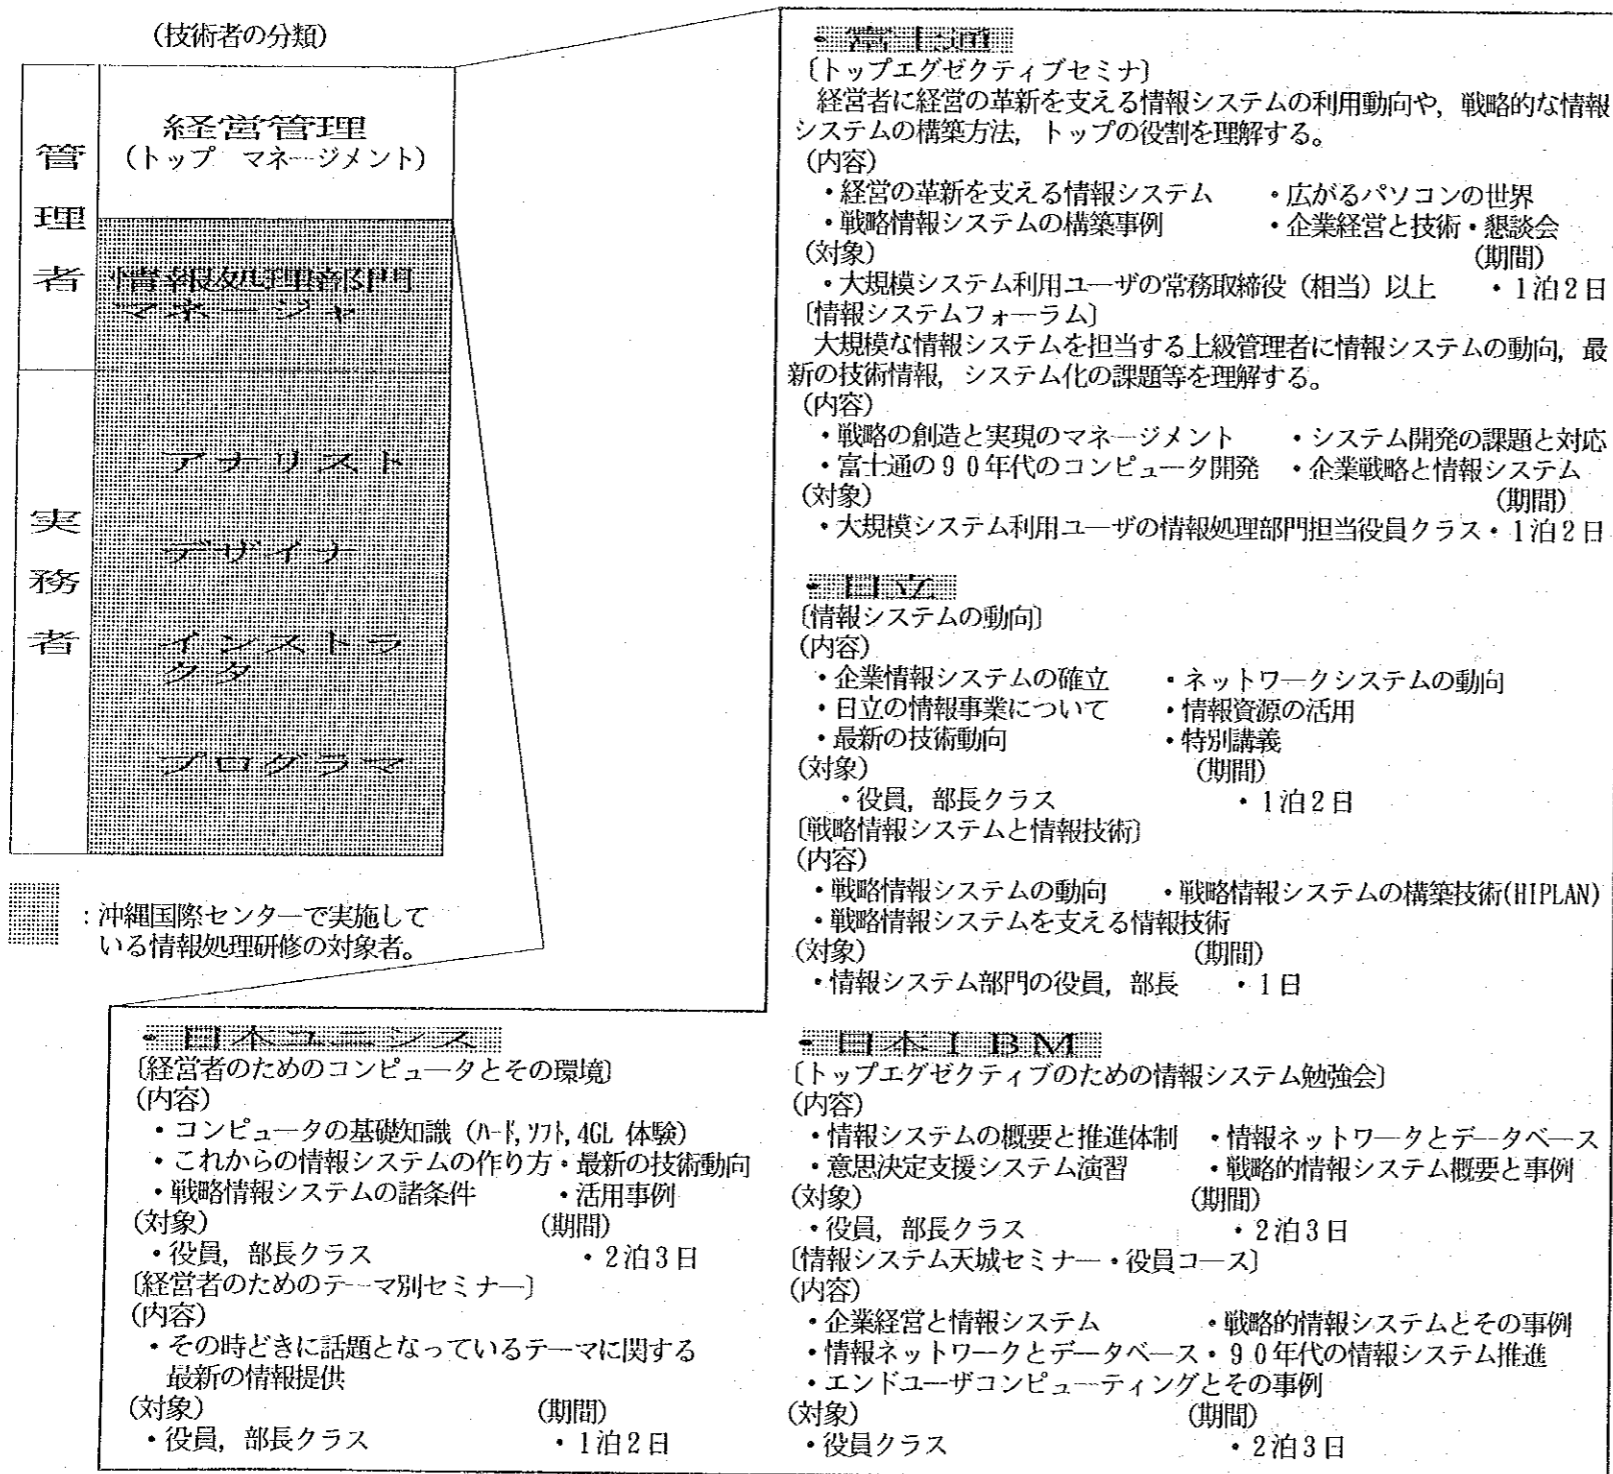 (技術者の分類)
管理者
経営管理
(トップ マネージメント)
情報処理部門
マネージャ
実務者
アナリスト
デザイナ
インストラ
クタ
プログラマ
:沖縄国際センターで実施して
いる情報処理研修の対象者。
・富士通
〔トップエグゼクティブセミナ〕
経営者に経営の革新を支える情報システムの利用動向や,戦略的な情報
システムの構築方法,トップの役割を理解する。
(内容)
・経営の革新を支える情報システム ・広がるパソコンの世界
・戦略情報システムの構築事例 ・企業経営と技術・懇談会
(対象) (期間)
・大規模システム利用ユーザの常務取締役(相当)以上 ・1泊2日
〔情報システムフォーラム〕
大規模な情報システムを担当する上級管理者に情報システムの動向,最
新の技術情報,システム化の課題等を理解する。
(内容)
・戦略の創造と実現のマネージメント ・システム開発の課題と対応
・富士通の90年代のコンピュータ開発 ・企業戦略と情報システム
(対象) (期間)
・大規模システム利用ユーザの情報処理部門担当役員クラス・1泊2日
・日立
〔情報システムの動向〕
(内容)
・企業情報システムの確立 ・ネットワークシステムの動向
・日立の情報事業について ・情報資源の活用
・最新の技術動向 ・特別講義
(対象) (期間)
・役員,部長クラス ・1泊2日
〔戦略情報システムと情報技術〕
(内容)
・戦略情報システムの動向 ・戦略情報システムの構築技術(HIPLAN)
・戦略情報システムを支える情報技術
(対象) (期間)
・情報システム部門の役員,部長 ・1日
・日本ユニシス
〔経営者のためのコンピュータとその環境〕
(内容)
・コンピュータの基礎知識(ハード,ソフト,4GL 体験)
・これからの情報システムの作り方・最新の技術動向
・戦略情報システムの諸条件 ・活用事例
(対象) (期間)
・役員,部長クラス ・2泊3日
〔経営者のためのテーマ別セミナー〕
(内容)
・その時どきに話題となっているテーマに関する
最新の情報提供
(対象) (期間)
・役員,部長クラス ・1泊2日
・日本IBM
〔トップエグゼクティブのための情報システム勉強会〕
(内容)
・情報システムの概要と推進体制 ・情報ネットワークとデータベース
・意思決定支援システム演習 ・戦略的情報システム概要と事例
(対象) (期間)
・役員,部長クラス ・2泊3日
〔情報システム天城セミナー・役員コース〕
(内容)
・企業経営と情報システム ・戦略的情報システムとその事例
・情報ネットワークとデータベース・90年代の情報システム推進
・エンドユーザコンピューティングとその事例
(対象) (期間)
・役員クラス ・2泊3日